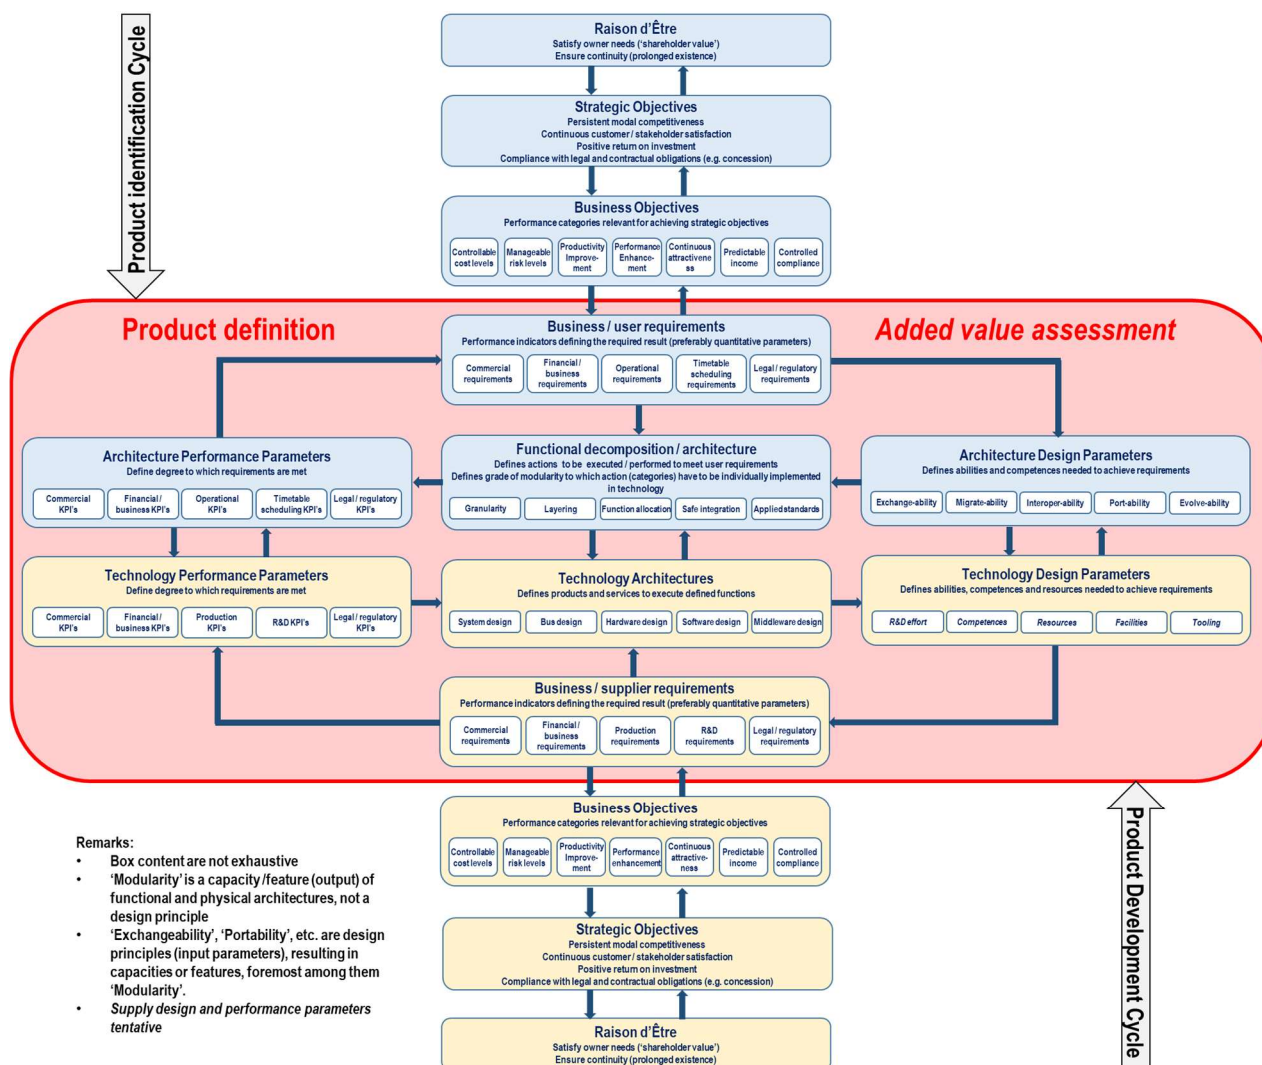 Product identification Cycle
Raison d'Être
Satisfy owner needs ('shareholder value')
Ensure continuity (prolonged existence)
Strategic Objectives
Persistent modal competitiveness
Continuous customer / stakeholder satisfaction
Positive return on investment
Compliance with legal and contractual obligations (e.g. concession)
Business Objectives
Performance categories relevant for achieving strategic objectives
Controllable
cost levels
Manageable
risk levels
Productivity
Improve-
ment
Performance
Enhance-
ment
Continuous
attractivene
ss
Predictable
income
Controlled
compliance
Product definition
Added value assessment
Business / user requirements
Performance indicators defining the required result (preferably quantitative parameters)
Commercial
requirements
Financial /
business
requirements
Operational
requirements
Timetable
scheduling
requirements
Legal / regulatory
requirements
Architecture Performance Parameters
Define degree to which requirements are met
Commercial
KPI's
Financial /
business KPI's
Operational
KPI's
Timetable
scheduling KPI's
Legal / regulatory
KPI's
Functional decomposition / architecture
Defines actions to be executed / performed to meet user requirements
Defines grade of modularity to which action (categories) have to be individually implemented
in technology
Granularity
Layering
Function allocation
Safe integration
Applied standards
Architecture Design Parameters
Defines abilities and competences needed to achieve requirements
Exchange-ability
Migrate-ability
Interoper-ability
Port-ability
Evolve-ability
Technology Performance Parameters
Define degree to which requirements are met
Commercial
KPI's
Financial /
business KPI's
Production
KPI's
R&D KPI's
Legal / regulatory
KPI's
Technology Architectures
Defines products and services to execute defined functions
System design
Bus design
Hardware design
Software design
Middleware design
Technology Design Parameters
Defines abilities, competences and resources needed to achieve requirements
R&D effort
Competences
Resources
Facilities
Tooling
Business / supplier requirements
Performance indicators defining the required result (preferably quantitative parameters)
Commercial
requirements
Financial /
business
requirements
Production
requirements
R&D
requirements
Legal / regulatory
requirements
Business Objectives
Performance categories relevant for achieving strategic objectives
Controllable
cost levels
Manageable
risk levels
Productivity
Improve-
ment
Performance
enhancement
Continuous
attractive-
ness
Predictable
income
Controlled
compliance
Strategic Objectives
Persistent modal competitiveness
Continuous customer / stakeholder satisfaction
Positive return on investment
Compliance with legal and contractual obligations (e.g. concession)
Raison d'Être
Satisfy owner needs ('shareholder value')
Ensure continuity (prolonged existence)
Product Development Cycle
Remarks:
• Box content are not exhaustive
• 'Modularity' is a capacity /feature (output) of
functional and physical architectures, not a
design principle
• 'Exchangeability', 'Portability', etc. are design
principles (input parameters), resulting in
capacities or features, foremost among them
'Modularity'.
• Supply design and performance parameters
tentative